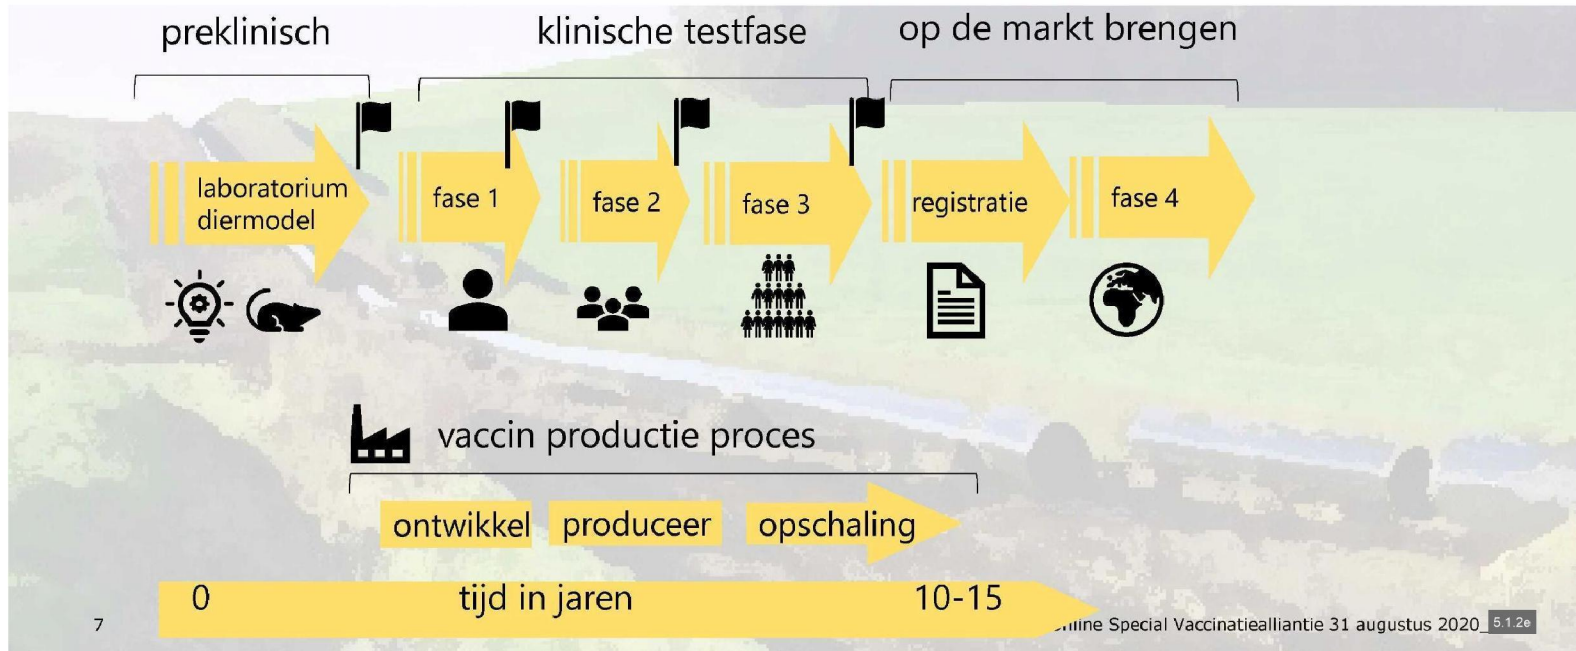 preklinisch
klinische testfase
op de markt brengen
laboratorium
diermodel
fase 1
fase 2
fase 3
registratie
fase 4
vaccin productie proces
ontwikkel
produceer
opschaling
0
tijd in jaren
10-15
7
Special Vaccinatiealliantie 31 augustus 2020_
5.1.2e